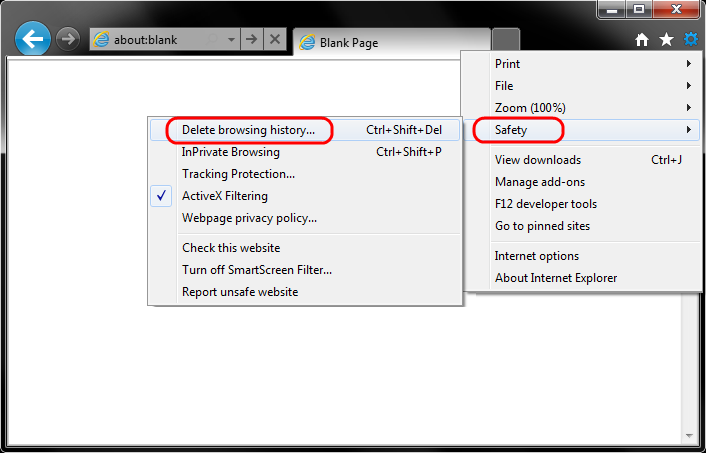 about:blank
Blank Page
Print
File
Zoom (100%)
Safety
View downloads Ctrl+J
Manage add-ons
F12 developer tools
Go to pinned sites
Internet options
About Internet Explorer
Delete browsing history... Ctrl+Shift+Del
InPrivate Browsing Ctrl+Shift+P
Tracking Protection...
ActiveX Filtering
Webpage privacy policy...
Check this website
Turn off SmartScreen Filter...
Report unsafe website